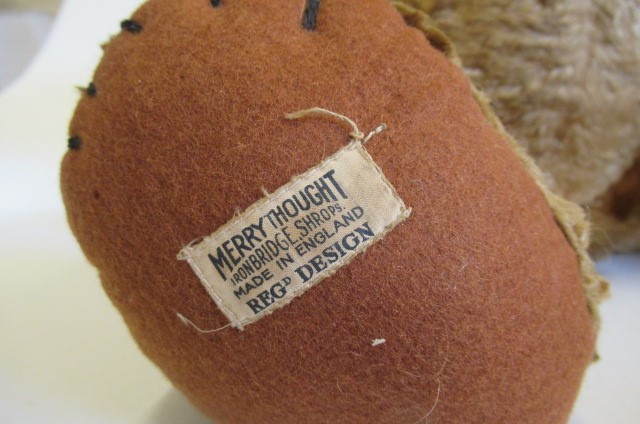 MERRYTHOUGHT
IRONBRIDGE, SHROPS.
MADE IN ENGLAND
REGᴰ DESIGN